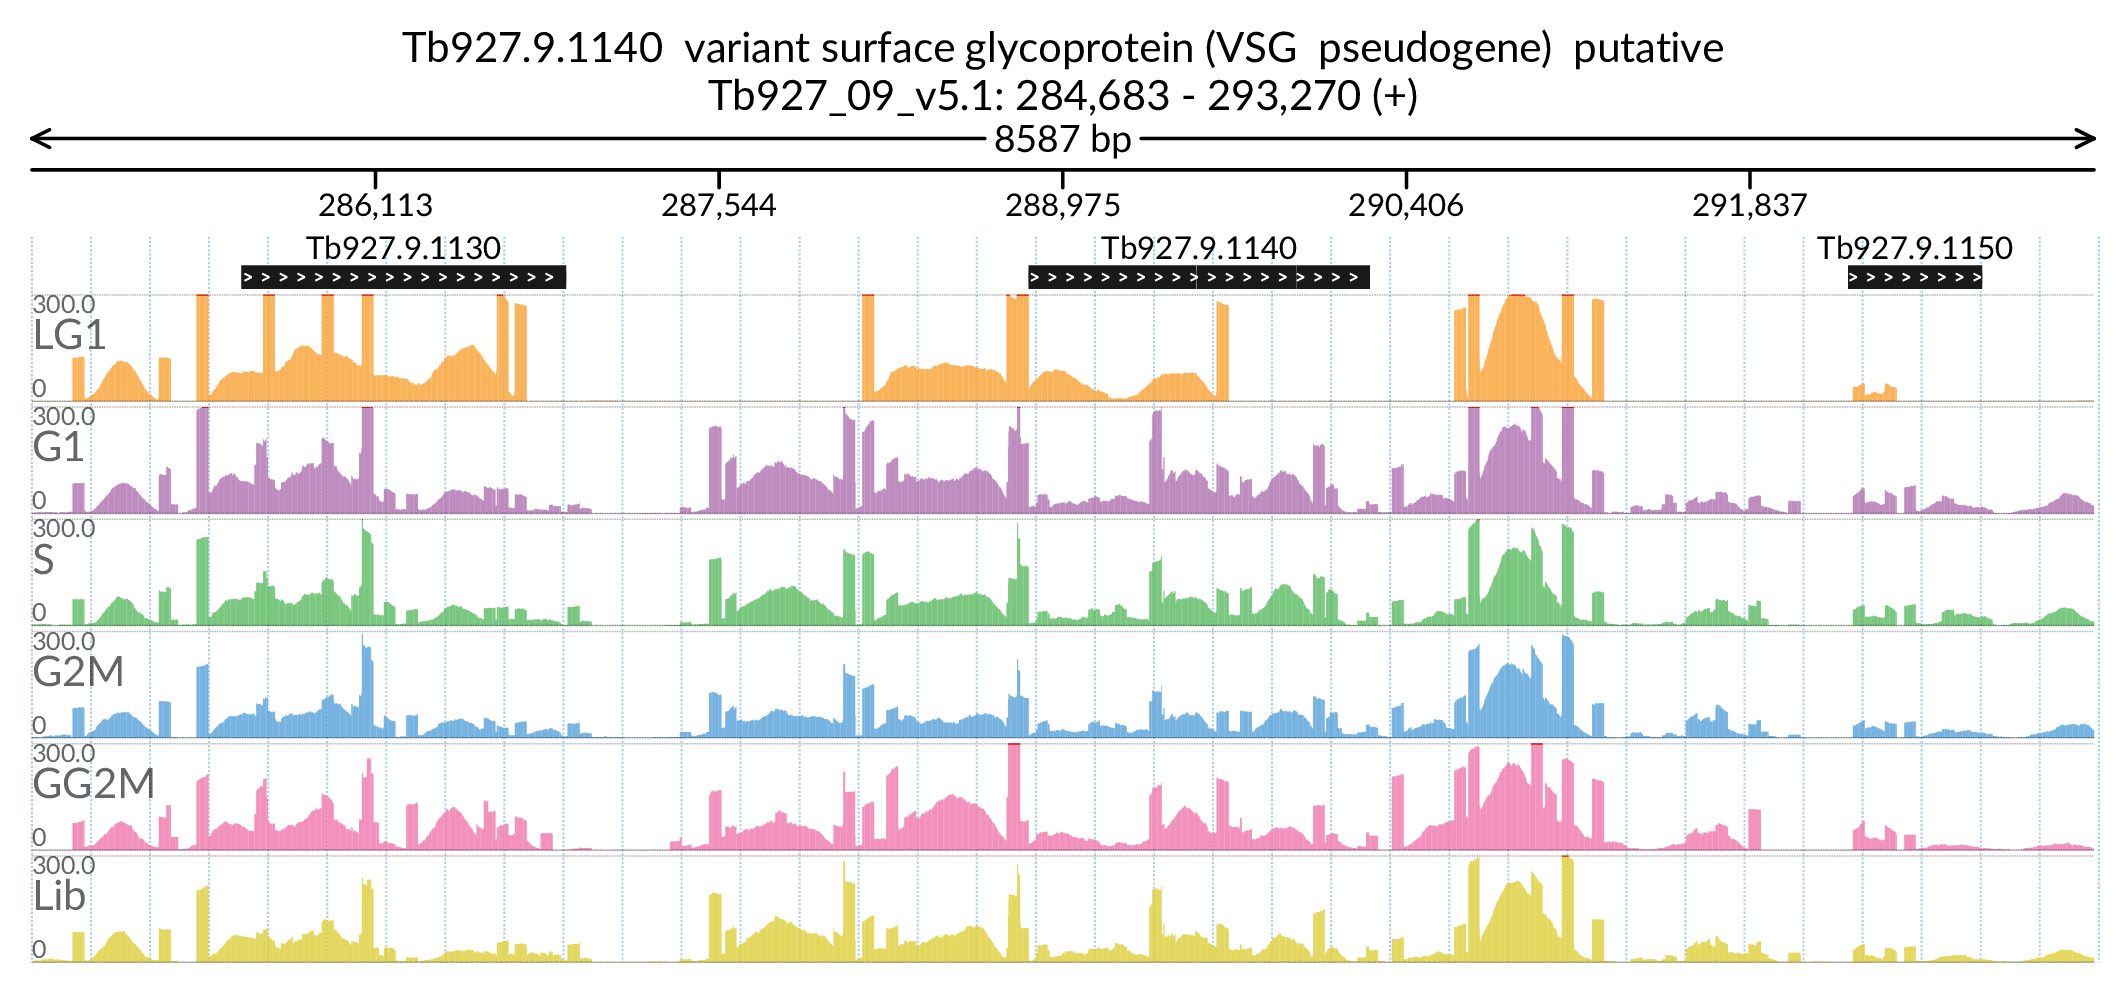 Tb927.9.1140 variant surface glycoprotein (VSG pseudogene) putative
Tb927_09_v5.1: 284,683 - 293,270 (+)
8587 bp
286,113 287,544 288,975 290,406 291,837
Tb927.9.1130 Tb927.9.1140 Tb927.9.1150
300.0
LG1
0
300.0
G1
0
300.0
S
0
300.0
G2M
0
300.0
GG2M
0
300.0
Lib
0